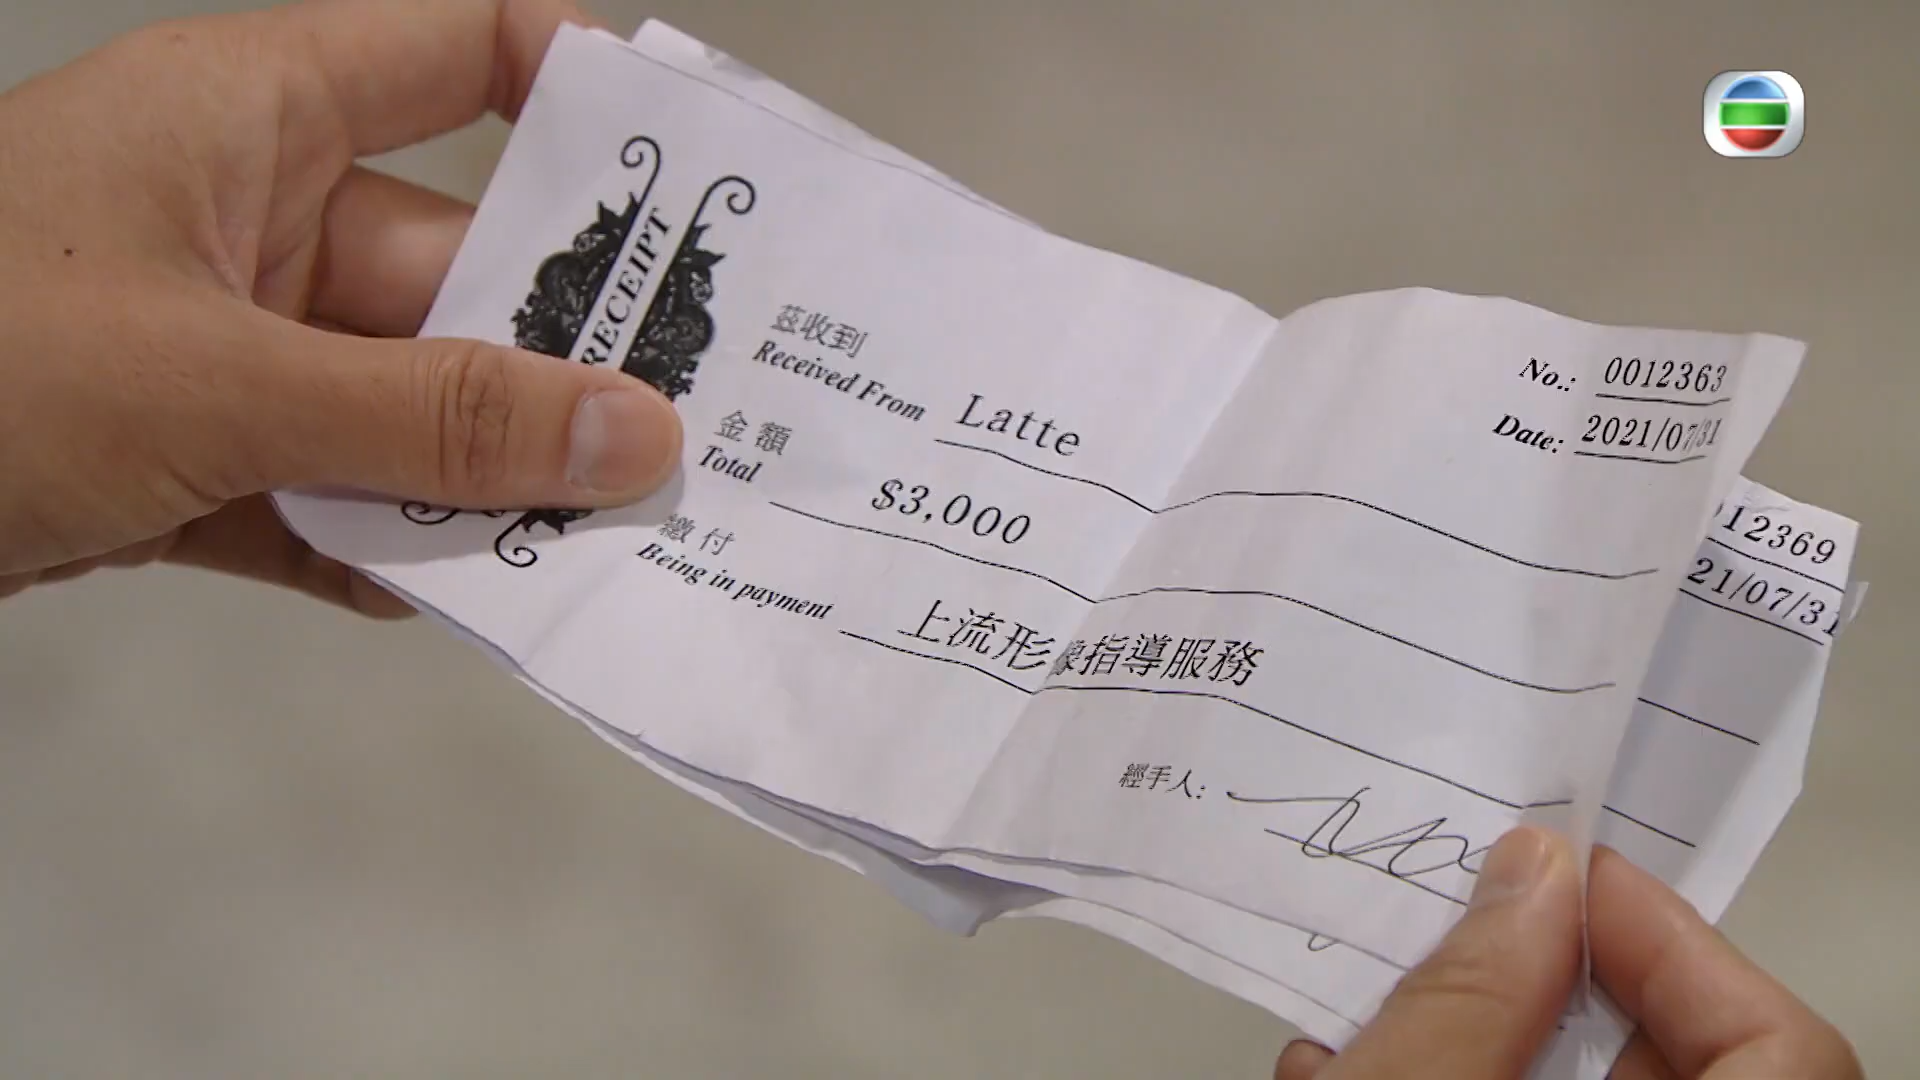 RECEIPT
No.: 0012363
Date: 2021/07/31
茲收到
Received From Latte
金額
Total $3,000
繳付
Being in payment 上流形像指導服務
經手人:
12369
21/07/31